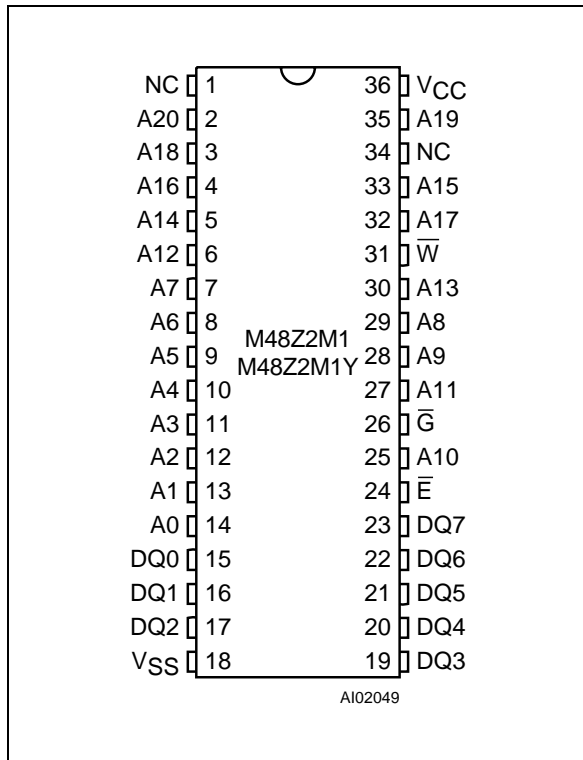 NC 1 36 VCC
A20 2 35 A19
A18 3 34 NC
A16 4 33 A15
A14 5 32 A17
A12 6 31 W̅
A7 7 30 A13
A6 8 29 A8
M48Z2M1
A5 9 28 A9
M48Z2M1Y
A4 10 27 A11
A3 11 26 G̅
A2 12 25 A10
A1 13 24 E̅
A0 14 23 DQ7
DQ0 15 22 DQ6
DQ1 16 21 DQ5
DQ2 17 20 DQ4
VSS 18 19 DQ3
AI02049